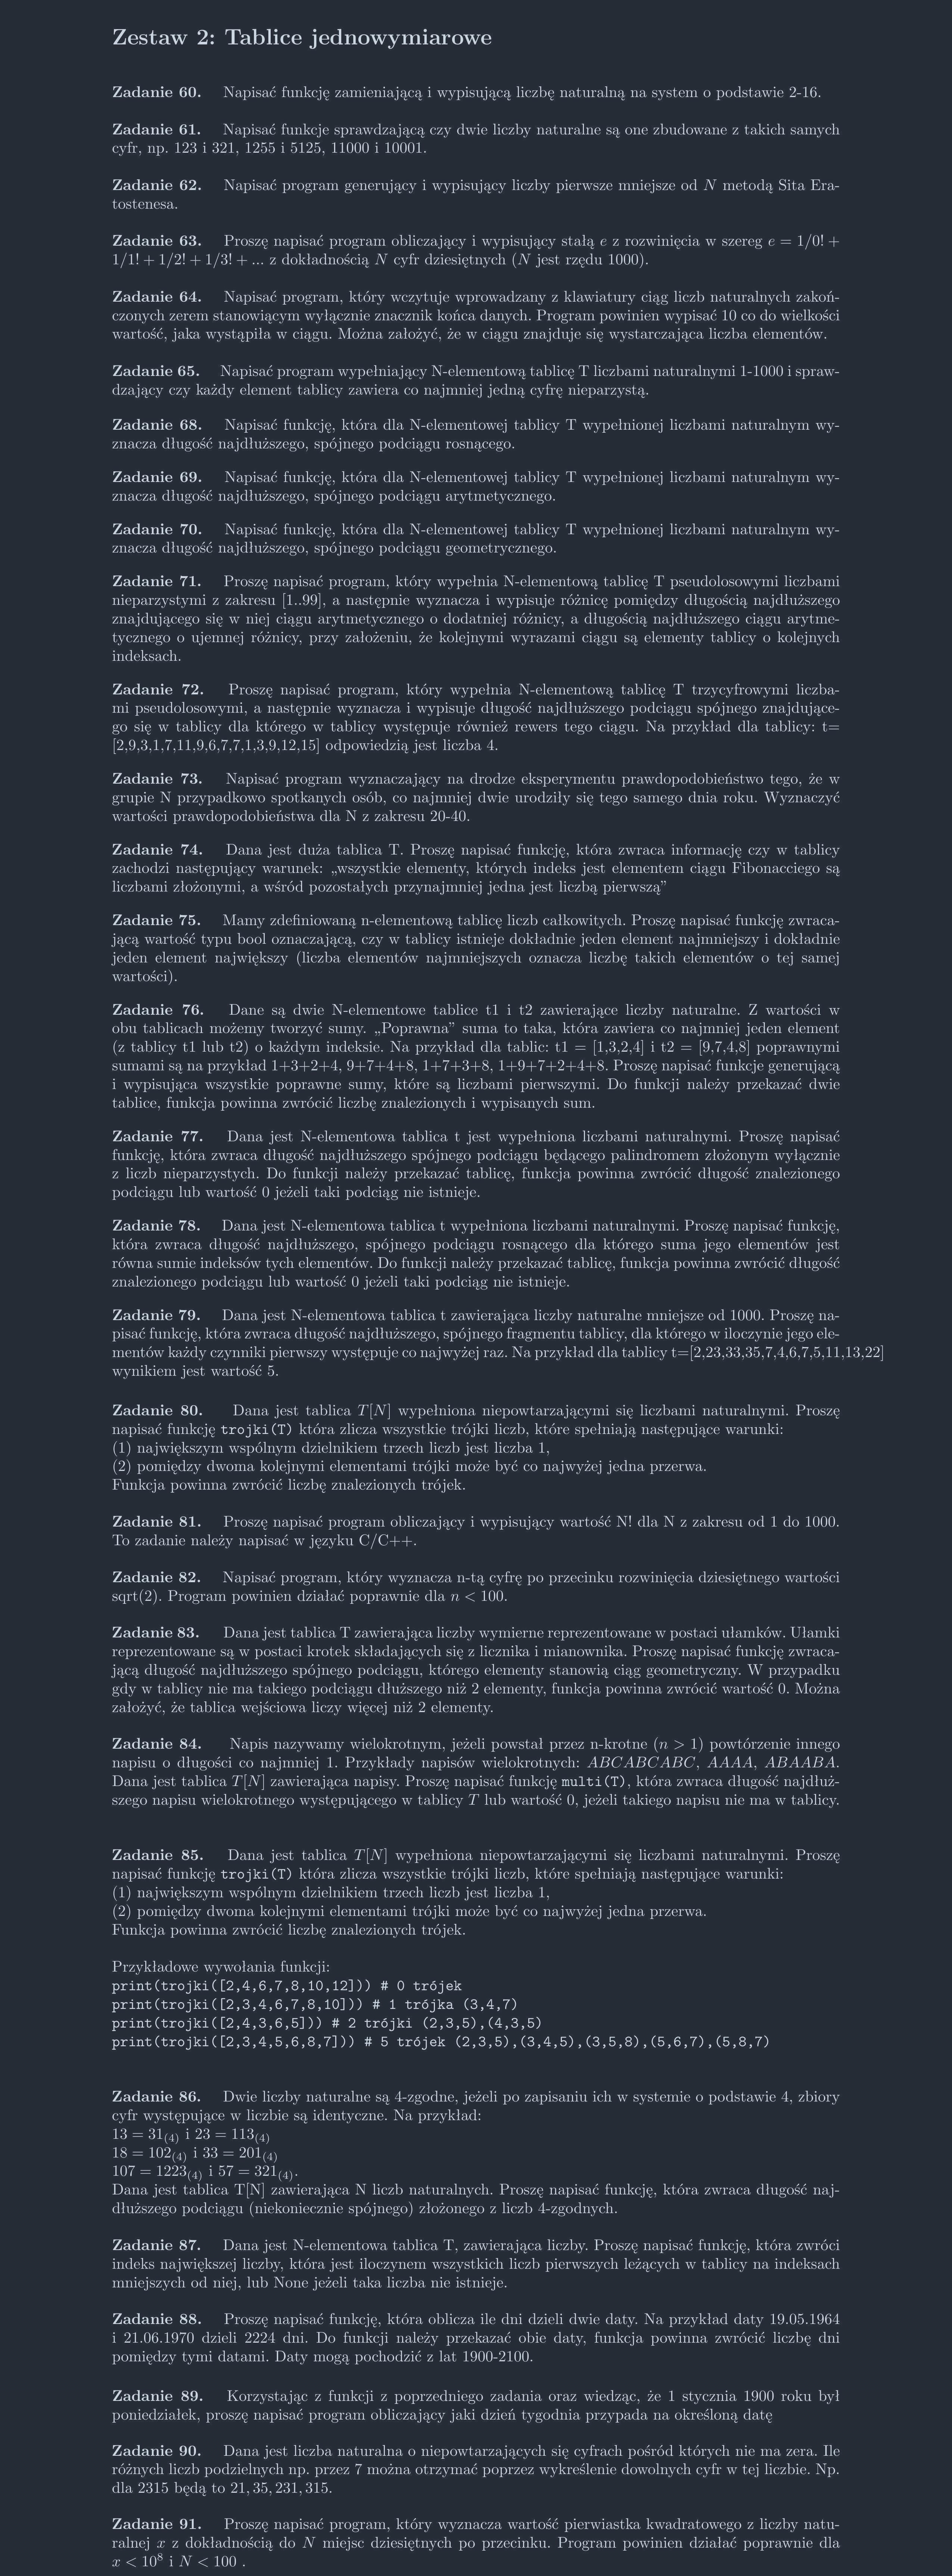 Zestaw 2: Tablice jednowymiarowe
Zadanie 60. Napisać funkcję zamieniającą i wypisującą liczbę naturalną na system o podstawie 2-16.
Zadanie 61. Napisać funkcje sprawdzającą czy dwie liczby naturalne są one zbudowane z takich samych
cyfr, np. 123 i 321, 1255 i 5125, 11000 i 10001.
Zadanie 62. Napisać program generujący i wypisujący liczby pierwsze mniejsze od N metodą Sita Era-
tostenesa.
Zadanie 63. Proszę napisać program obliczający i wypisujący stałą e z rozwinięcia w szereg e = 1/0! +
1/1! + 1/2! + 1/3! + ... z dokładnością N cyfr dziesiętnych (N jest rzędu 1000).
Zadanie 64. Napisać program, który wczytuje wprowadzany z klawiatury ciąg liczb naturalnych zakoń-
czonych zerem stanowiącym wyłącznie znacznik końca danych. Program powinien wypisać 10 co do wielkości
wartość, jaka wystąpiła w ciągu. Można założyć, że w ciągu znajduje się wystarczająca liczba elementów.
Zadanie 65. Napisać program wypełniający N-elementową tablicę T liczbami naturalnymi 1-1000 i spraw-
dzający czy każdy element tablicy zawiera co najmniej jedną cyfrę nieparzystą.
Zadanie 68. Napisać funkcję, która dla N-elementowej tablicy T wypełnionej liczbami naturalnym wy-
znacza długość najdłuższego, spójnego podciągu rosnącego.
Zadanie 69. Napisać funkcję, która dla N-elementowej tablicy T wypełnionej liczbami naturalnym wy-
znacza długość najdłuższego, spójnego podciągu arytmetycznego.
Zadanie 70. Napisać funkcję, która dla N-elementowej tablicy T wypełnionej liczbami naturalnym wy-
znacza długość najdłuższego, spójnego podciągu geometrycznego.
Zadanie 71. Proszę napisać program, który wypełnia N-elementową tablicę T pseudolosowymi liczbami
nieparzystymi z zakresu [1..99], a następnie wyznacza i wypisuje różnicę pomiędzy długością najdłuższego
znajdującego się w niej ciągu arytmetycznego o dodatniej różnicy, a długością najdłuższego ciągu arytme-
tycznego o ujemnej różnicy, przy założeniu, że kolejnymi wyrazami ciągu są elementy tablicy o kolejnych
indeksach.
Zadanie 72. Proszę napisać program, który wypełnia N-elementową tablicę T trzycyfrowymi liczba-
mi pseudolosowymi, a następnie wyznacza i wypisuje długość najdłuższego podciągu spójnego znajdujące-
go się w tablicy dla którego w tablicy występuje również rewers tego ciągu. Na przykład dla tablicy: t=
[2,9,3,1,7,11,9,6,7,7,1,3,9,12,15] odpowiedzią jest liczba 4.
Zadanie 73. Napisać program wyznaczający na drodze eksperymentu prawdopodobieństwo tego, że w
grupie N przypadkowo spotkanych osób, co najmniej dwie urodziły się tego samego dnia roku. Wyznaczyć
wartości prawdopodobieństwa dla N z zakresu 20-40.
Zadanie 74. Dana jest duża tablica T. Proszę napisać funkcję, która zwraca informację czy w tablicy
zachodzi następujący warunek: „wszystkie elementy, których indeks jest elementem ciągu Fibonacciego są
liczbami złożonymi, a wśród pozostałych przynajmniej jedna jest liczbą pierwszą”
Zadanie 75. Mamy zdefiniowaną n-elementową tablicę liczb całkowitych. Proszę napisać funkcję zwraca-
jącą wartość typu bool oznaczającą, czy w tablicy istnieje dokładnie jeden element najmniejszy i dokładnie
jeden element największy (liczba elementów najmniejszych oznacza liczbę takich elementów o tej samej
wartości).
Zadanie 76. Dane są dwie N-elementowe tablice t1 i t2 zawierające liczby naturalne. Z wartości w
obu tablicach możemy tworzyć sumy. „Poprawna” suma to taka, która zawiera co najmniej jeden element
(z tablicy t1 lub t2) o każdym indeksie. Na przykład dla tablic: t1 = [1,3,2,4] i t2 = [9,7,4,8] poprawnymi
sumami są na przykład 1+3+2+4, 9+7+4+8, 1+7+3+8, 1+9+7+2+4+8. Proszę napisać funkcje generującą
i wypisująca wszystkie poprawne sumy, które są liczbami pierwszymi. Do funkcji należy przekazać dwie
tablice, funkcja powinna zwrócić liczbę znalezionych i wypisanych sum.
Zadanie 77. Dana jest N-elementowa tablica t jest wypełniona liczbami naturalnymi. Proszę napisać
funkcję, która zwraca długość najdłuższego spójnego podciągu będącego palindromem złożonym wyłącznie
z liczb nieparzystych. Do funkcji należy przekazać tablicę, funkcja powinna zwrócić długość znalezionego
podciągu lub wartość 0 jeżeli taki podciąg nie istnieje.
Zadanie 78. Dana jest N-elementowa tablica t wypełniona liczbami naturalnymi. Proszę napisać funkcję,
która zwraca długość najdłuższego, spójnego podciągu rosnącego dla którego suma jego elementów jest
równa sumie indeksów tych elementów. Do funkcji należy przekazać tablicę, funkcja powinna zwrócić długość
znalezionego podciągu lub wartość 0 jeżeli taki podciąg nie istnieje.
Zadanie 79. Dana jest N-elementowa tablica t zawierająca liczby naturalne mniejsze od 1000. Proszę na-
pisać funkcję, która zwraca długość najdłuższego, spójnego fragmentu tablicy, dla którego w iloczynie jego ele-
mentów każdy czynniki pierwszy występuje co najwyżej raz. Na przykład dla tablicy t=[2,23,33,35,7,4,6,7,5,11,13,22]
wynikiem jest wartość 5.
Zadanie 80. Dana jest tablica T[N] wypełniona niepowtarzającymi się liczbami naturalnymi. Proszę
napisać funkcję trojki(T) która zlicza wszystkie trójki liczb, które spełniają następujące warunki:
(1) największym wspólnym dzielnikiem trzech liczb jest liczba 1,
(2) pomiędzy dwoma kolejnymi elementami trójki może być co najwyżej jedna przerwa.
Funkcja powinna zwrócić liczbę znalezionych trójek.
Zadanie 81. Proszę napisać program obliczający i wypisujący wartość N! dla N z zakresu od 1 do 1000.
To zadanie należy napisać w języku C/C++.
Zadanie 82. Napisać program, który wyznacza n-tą cyfrę po przecinku rozwinięcia dziesiętnego wartości
sqrt(2). Program powinien działać poprawnie dla n < 100.
Zadanie 83. Dana jest tablica T zawierająca liczby wymierne reprezentowane w postaci ułamków. Ułamki
reprezentowane są w postaci krotek składających się z licznika i mianownika. Proszę napisać funkcję zwraca-
jącą długość najdłuższego spójnego podciągu, którego elementy stanowią ciąg geometryczny. W przypadku
gdy w tablicy nie ma takiego podciągu dłuższego niż 2 elementy, funkcja powinna zwrócić wartość 0. Można
założyć, że tablica wejściowa liczy więcej niż 2 elementy.
Zadanie 84. Napis nazywamy wielokrotnym, jeżeli powstał przez n-krotne (n > 1) powtórzenie innego
napisu o długości co najmniej 1. Przykłady napisów wielokrotnych: ABCABCABC, AAAA, ABAABA.
Dana jest tablica T[N] zawierająca napisy. Proszę napisać funkcję multi(T), która zwraca długość najdłuż-
szego napisu wielokrotnego występującego w tablicy T lub wartość 0, jeżeli takiego napisu nie ma w tablicy.
Zadanie 85. Dana jest tablica T[N] wypełniona niepowtarzającymi się liczbami naturalnymi. Proszę
napisać funkcję trojki(T) która zlicza wszystkie trójki liczb, które spełniają następujące warunki:
(1) największym wspólnym dzielnikiem trzech liczb jest liczba 1,
(2) pomiędzy dwoma kolejnymi elementami trójki może być co najwyżej jedna przerwa.
Funkcja powinna zwrócić liczbę znalezionych trójek.
Przykładowe wywołania funkcji:
print(trojki([2,4,6,7,8,10,12])) # 0 trójek
print(trojki([2,3,4,6,7,8,10])) # 1 trójka (3,4,7)
print(trojki([2,4,3,6,5])) # 2 trójki (2,3,5),(4,3,5)
print(trojki([2,3,4,5,6,8,7])) # 5 trójek (2,3,5),(3,4,5),(3,5,8),(5,6,7),(5,8,7)
Zadanie 86. Dwie liczby naturalne są 4-zgodne, jeżeli po zapisaniu ich w systemie o podstawie 4, zbiory
cyfr występujące w liczbie są identyczne. Na przykład:
13 = 31₍₄₎ i 23 = 113₍₄₎
18 = 102₍₄₎ i 33 = 201₍₄₎
107 = 1223₍₄₎ i 57 = 321₍₄₎.
Dana jest tablica T[N] zawierająca N liczb naturalnych. Proszę napisać funkcję, która zwraca długość naj-
dłuższego podciągu (niekoniecznie spójnego) złożonego z liczb 4-zgodnych.
Zadanie 87. Dana jest N-elementowa tablica T, zawierająca liczby. Proszę napisać funkcję, która zwróci
indeks największej liczby, która jest iloczynem wszystkich liczb pierwszych leżących w tablicy na indeksach
mniejszych od niej, lub None jeżeli taka liczba nie istnieje.
Zadanie 88. Proszę napisać funkcję, która oblicza ile dni dzieli dwie daty. Na przykład daty 19.05.1964
i 21.06.1970 dzieli 2224 dni. Do funkcji należy przekazać obie daty, funkcja powinna zwrócić liczbę dni
pomiędzy tymi datami. Daty mogą pochodzić z lat 1900-2100.
Zadanie 89. Korzystając z funkcji z poprzedniego zadania oraz wiedząc, że 1 stycznia 1900 roku był
poniedziałek, proszę napisać program obliczający jaki dzień tygodnia przypada na określoną datę
Zadanie 90. Dana jest liczba naturalna o niepowtarzających się cyfrach pośród których nie ma zera. Ile
różnych liczb podzielnych np. przez 7 można otrzymać poprzez wykreślenie dowolnych cyfr w tej liczbie. Np.
dla 2315 będą to 21, 35, 231, 315.
Zadanie 91. Proszę napisać program, który wyznacza wartość pierwiastka kwadratowego z liczby natu-
ralnej x z dokładnością do N miejsc dziesiętnych po przecinku. Program powinien działać poprawnie dla
x < 10⁸ i N < 100 .